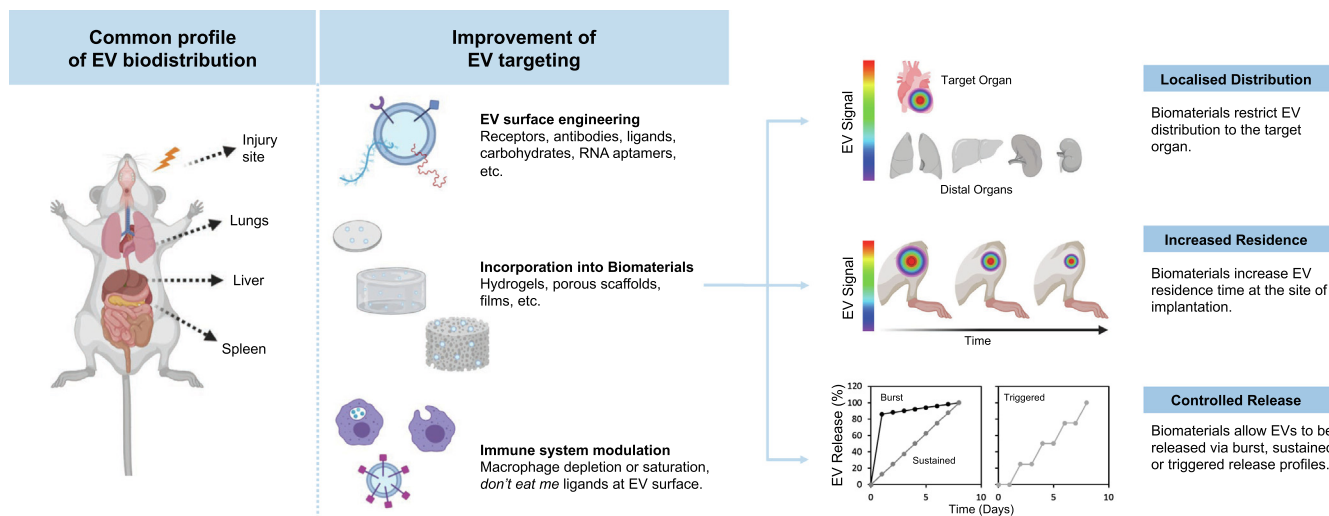 Common profile
of EV biodistribution
Injury
site
Lungs
Liver
Spleen
Improvement of
EV targeting
EV surface engineering
Receptors, antibodies, ligands,
carbohydrates, RNA aptamers,
etc.
Incorporation into Biomaterials
Hydrogels, porous scaffolds,
films, etc.
Immune system modulation
Macrophage depletion or saturation,
don't eat me ligands at EV surface.
EV Signal
Target Organ
Distal Organs
Localised Distribution
Biomaterials restrict EV
distribution to the target
organ.
EV Signal
Time
Increased Residence
Biomaterials increase EV
residence time at the site of
implantation.
EV Release (%)
120
100
80
60
40
20
0
Burst
Sustained
Triggered
0 5 10 0 5 10
Time (Days)
Controlled Release
Biomaterials allow EVs to be
released via burst, sustained
or triggered release profiles.